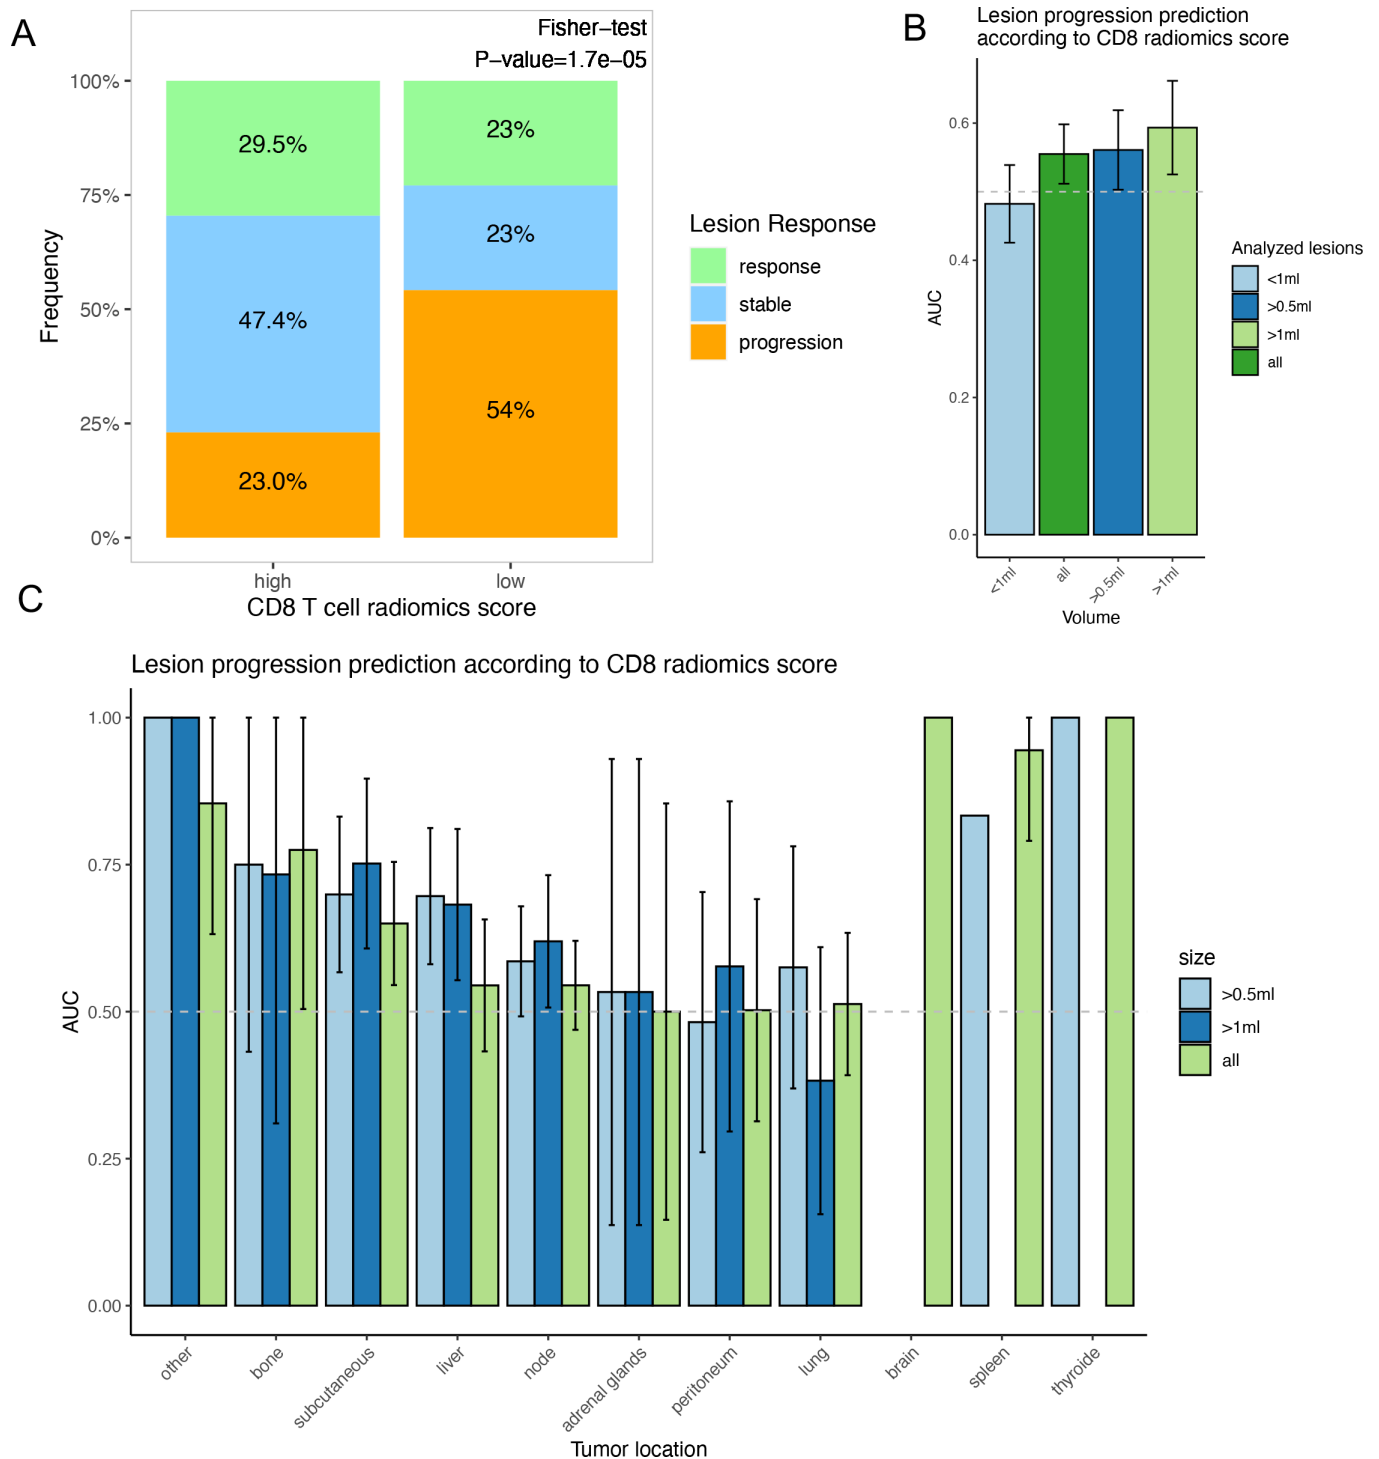 A
Fisher−test
P−value=1.7e−05
100%
75%
50%
25%
0%
Frequency
29.5%
47.4%
23.0%
23%
23%
54%
high
low
CD8 T cell radiomics score
Lesion Response
response
stable
progression
B
Lesion progression prediction
according to CD8 radiomics score
0.6
0.4
0.2
0.0
AUC
<1ml
all
>0.5ml
>1ml
Volume
Analyzed lesions
<1ml
>0.5ml
>1ml
all
C
Lesion progression prediction according to CD8 radiomics score
1.00
0.75
0.50
0.25
0.00
AUC
other
bone
subcutaneous
liver
node
adrenal glands
peritoneum
lung
brain
spleen
thyroide
Tumor location
size
>0.5ml
>1ml
all